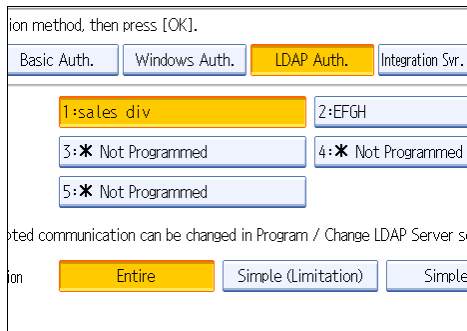 ion method, then press [OK].
Basic Auth. Windows Auth. LDAP Auth. Integration Svr.
1:sales div 2:EFGH
3:* Not Programmed 4:* Not Programmed
5:* Not Programmed
pted communication can be changed in Program / Change LDAP Server s
ion Entire Simple (Limitation) Simple